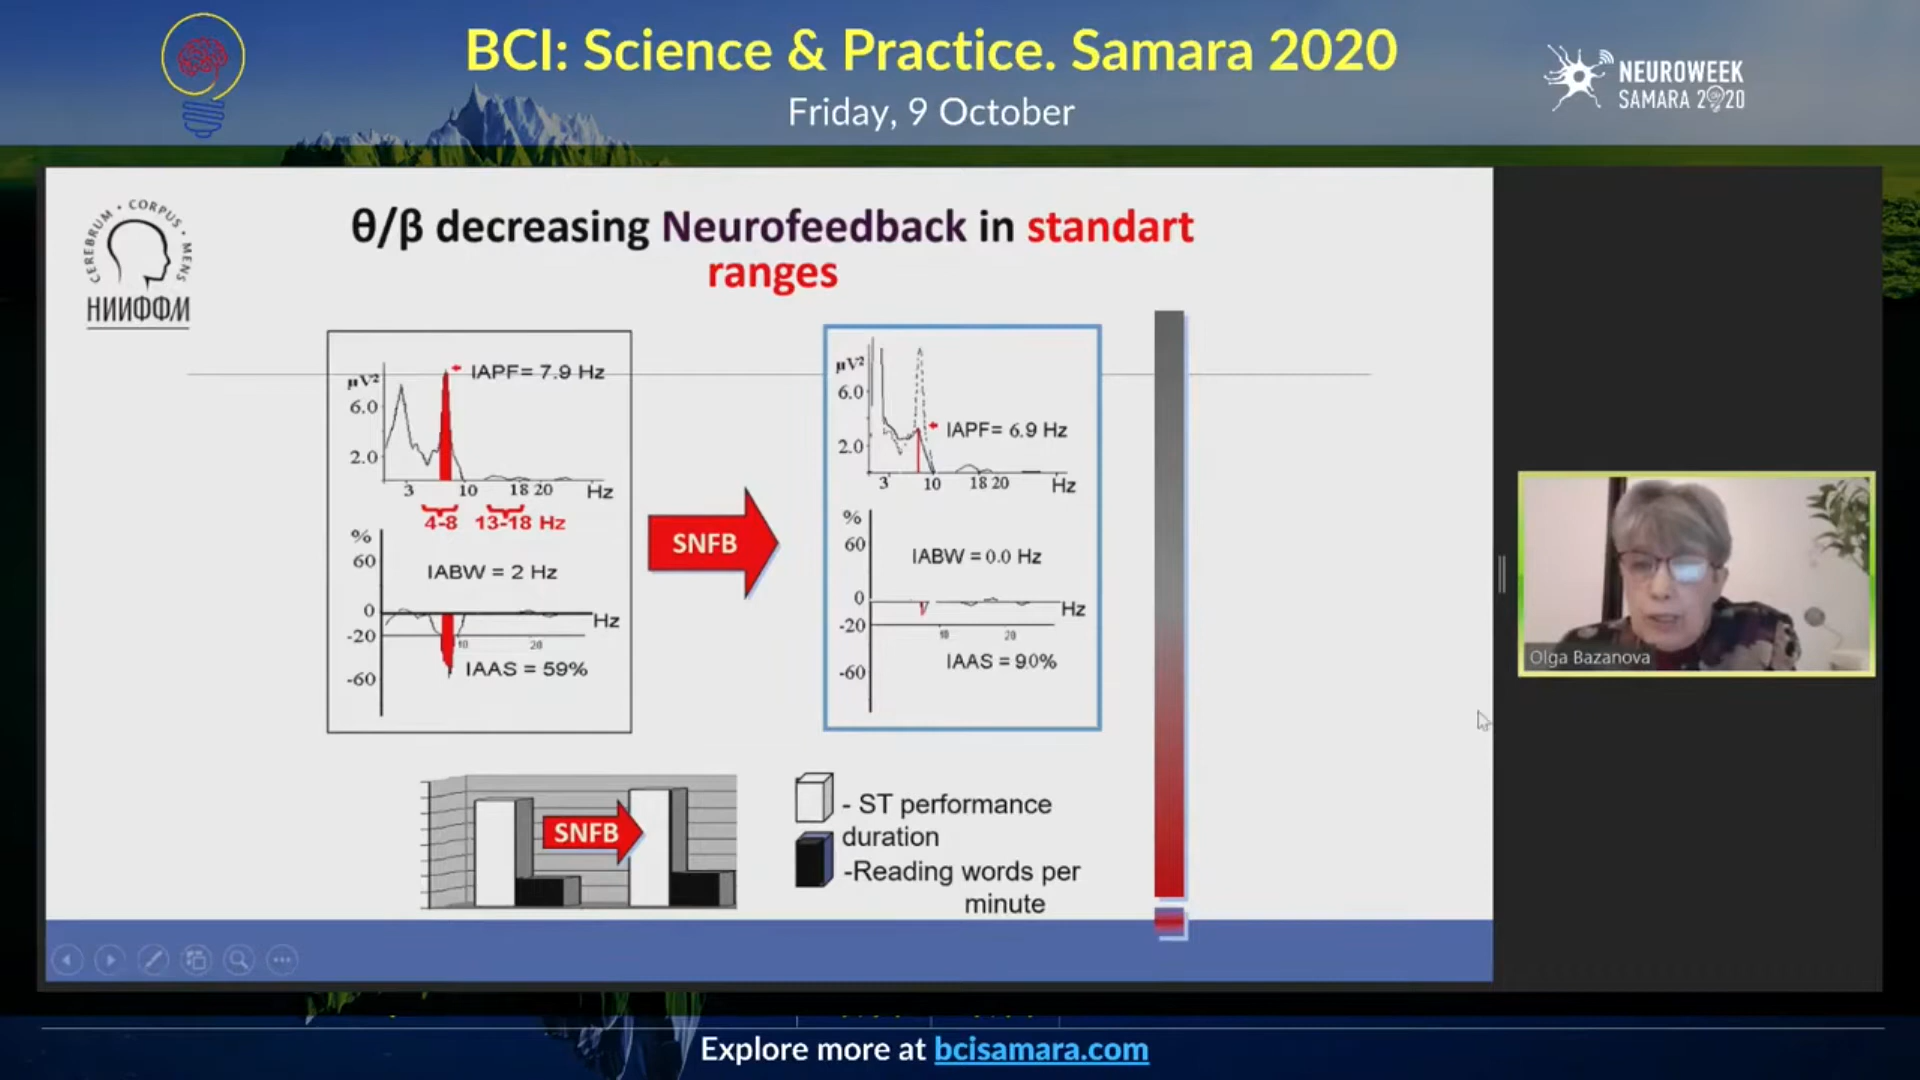 BCI: Science & Practice. Samara 2020
Friday, 9 October
NEUROWEEK
SAMARA 2020
CEREBRUM • CORPUS • MENS
НИИФФМ
θ/β decreasing Neurofeedback in standart
ranges
µV²
IAPF= 7.9 Hz
6.0
2.0
3 10 18 20 Hz
4-8 13-18 Hz
%
60
IABW = 2 Hz
0
Hz
-20
10 20
IAAS = 59%
-60
SNFB
µV²
6.0
IAPF= 6.9 Hz
2.0
3 10 18 20 Hz
%
60
IABW = 0.0 Hz
0
Hz
-20
10 20
IAAS = 90%
-60
SNFB
- ST performance
duration
-Reading words per
minute
Olga Bazanova
Explore more at bcisamara.com